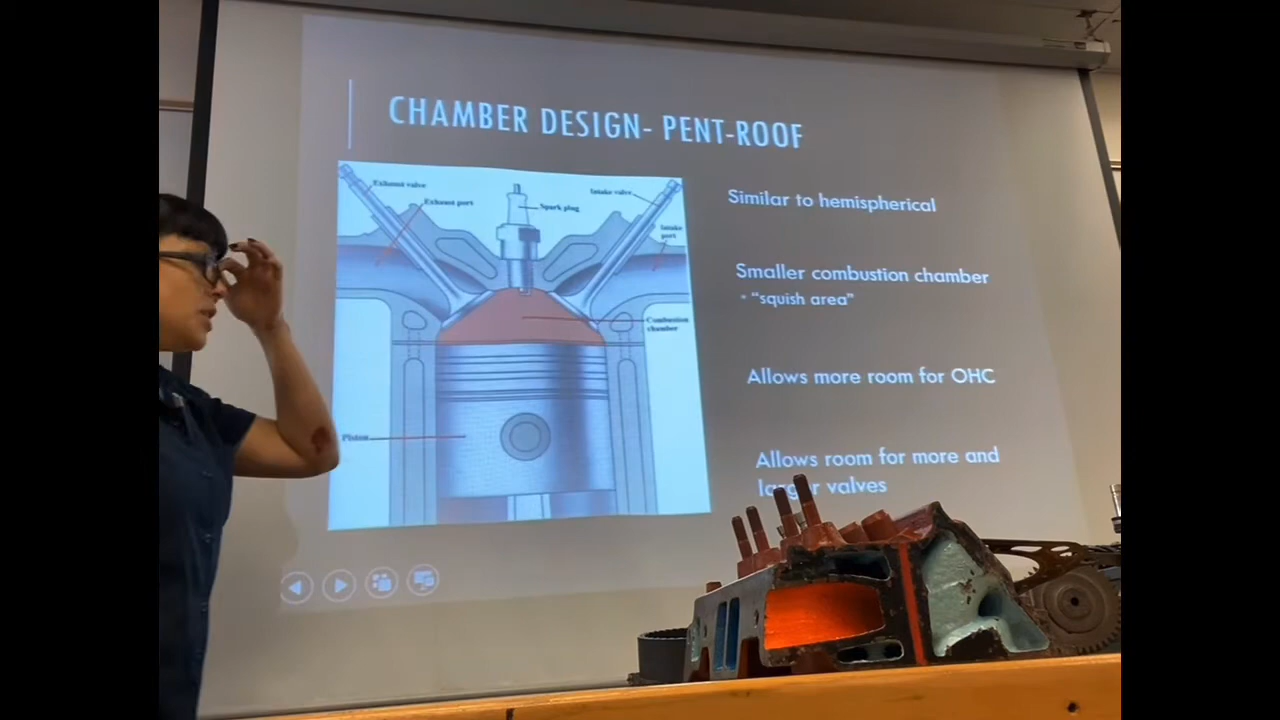 CHAMBER DESIGN- PENT-ROOF
Exhaust valve
Exhaust port
Spark plug
Intake valve
Intake
port
Combustion
chamber
Piston
Similar to hemispherical
Smaller combustion chamber
"squish area"
Allows more room for OHC
Allows room for more and
larger valves